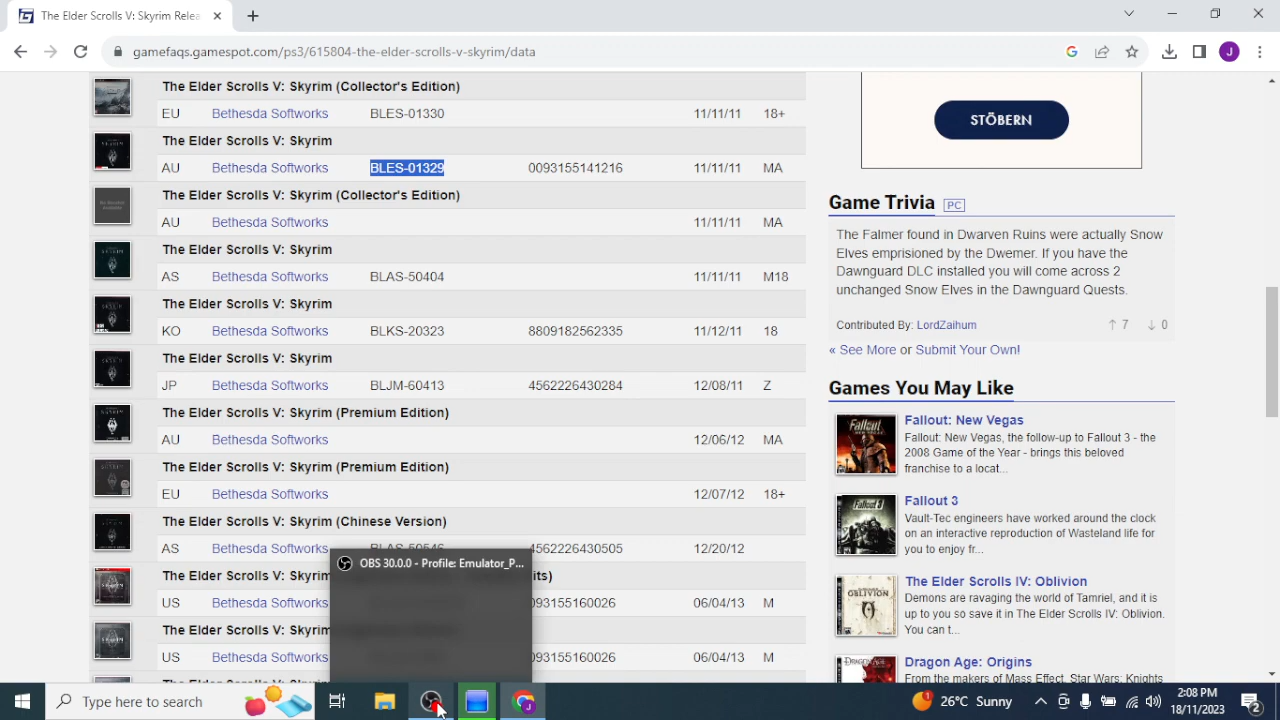 The Elder Scrolls V: Skyrim Relea
gamefaqs.gamespot.com/ps3/615804-the-elder-scrolls-v-skyrim/data
J
The Elder Scrolls V: Skyrim (Collector's Edition)
EU Bethesda Softworks BLES-01330 11/11/11 18+
The Elder Scrolls V: Skyrim
AU Bethesda Softworks BLES-01329 0093155141216 11/11/11 MA
The Elder Scrolls V: Skyrim (Collector's Edition)
AU Bethesda Softworks 11/11/11 MA
The Elder Scrolls V: Skyrim
AS Bethesda Softworks BLAS-50404 11/11/11 M18
The Elder Scrolls V: Skyrim
KO Bethesda Softworks BLKS-20323 8809182562335 11/12/11 18
The Elder Scrolls V: Skyrim
JP Bethesda Softworks BLJM-60413 4562226430284 12/08/11 Z
The Elder Scrolls V: Skyrim (Premium Edition)
AU Bethesda Softworks 12/06/12 MA
The Elder Scrolls V: Skyrim (Premium Edition)
EU Bethesda Softworks 12/07/12 18+
The Elder Scrolls V: Skyrim (Chinese Version)
AS Bethesda Softworks 4562226430505 12/20/12
The Elder Scrolls V: Skyrim
US Bethesda Softworks 093155160026 06/04/13 M
The Elder Scrolls V: Skyrim
US Bethesda Softworks 093155160026 06/04/13 M
OBS 30.0.0 - Profile: Emulator_P...
STÖBERN
Game Trivia PC
The Falmer found in Dwarven Ruins were actually Snow
Elves emprisioned by the Dwemer. If you have the
Dawnguard DLC installed you will come across 2
unchanged Snow Elves in the Dawnguard Quests.
Contributed By: LordZaihum 7 0
« See More or Submit Your Own!
Games You May Like
Fallout: New Vegas
Fallout: New Vegas, the follow-up to Fallout 3 - the
2008 Game of the Year - brings this beloved
franchise to a locat...
Fallout 3
Vault-Tec engineers have worked around the clock
on an interactive reproduction of Wasteland life for
you to enjoy fr...
The Elder Scrolls IV: Oblivion
Demons are ravaging the world of Tamriel, and it is
up to you so save it in The Elder Scrolls IV: Oblivion.
You can t...
Dragon Age: Origins
From the makers of Mass Effect, Star Wars: Knights
Type here to search
26°C Sunny
2:08 PM
18/11/2023
2